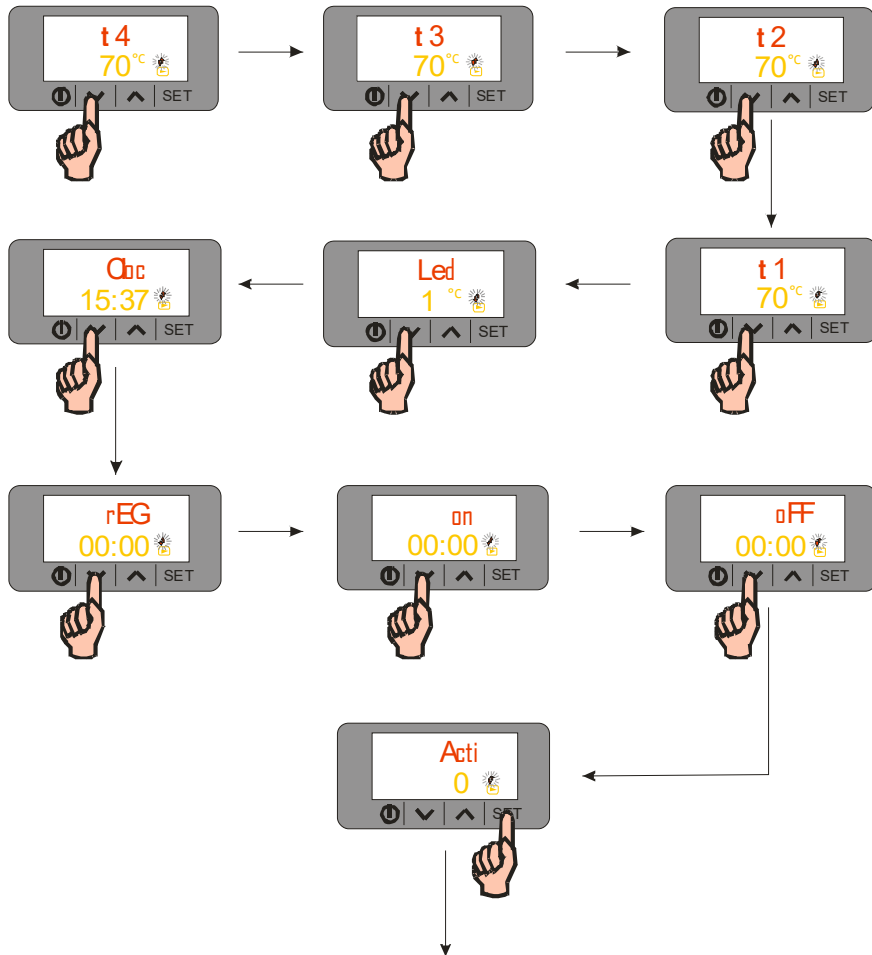 t 4
70°C
SET
t 3
70°C
SET
t 2
70°C
SET
t 1
70°C
SET
Led
1 °C
SET
Cloc
15:37
SET
rEG
00:00
SET
on
00:00
SET
oFF
00:00
SET
Acti
0
SET